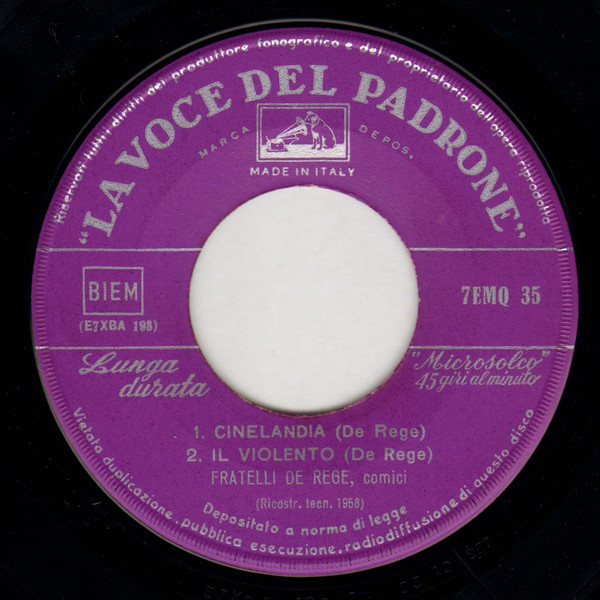 Riservati tutti i diritti del produttore fonografico e del proprietario dell'opera riprodotta
"LA VOCE DEL PADRONE"
MARCA DEPOS.
MADE IN ITALY
BIEM
(E7XBA 198)
7EMQ 35
Lunga durata
"Microsolco"
45 giri al minuto
1. CINELANDIA (De Rege)
2. IL VIOLENTO (De Rege)
FRATELLI DE REGE, comici
(Ricostr. tecn. 1958)
Depositato a norma di legge
Vietato duplicazione, pubblica esecuzione, radiodiffusione di questo disco